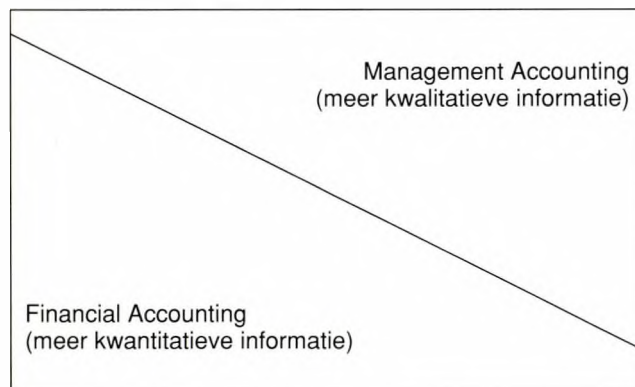 Management Accounting
(meer kwalitatieve informatie)
Financial Accounting
(meer kwantitatieve informatie)